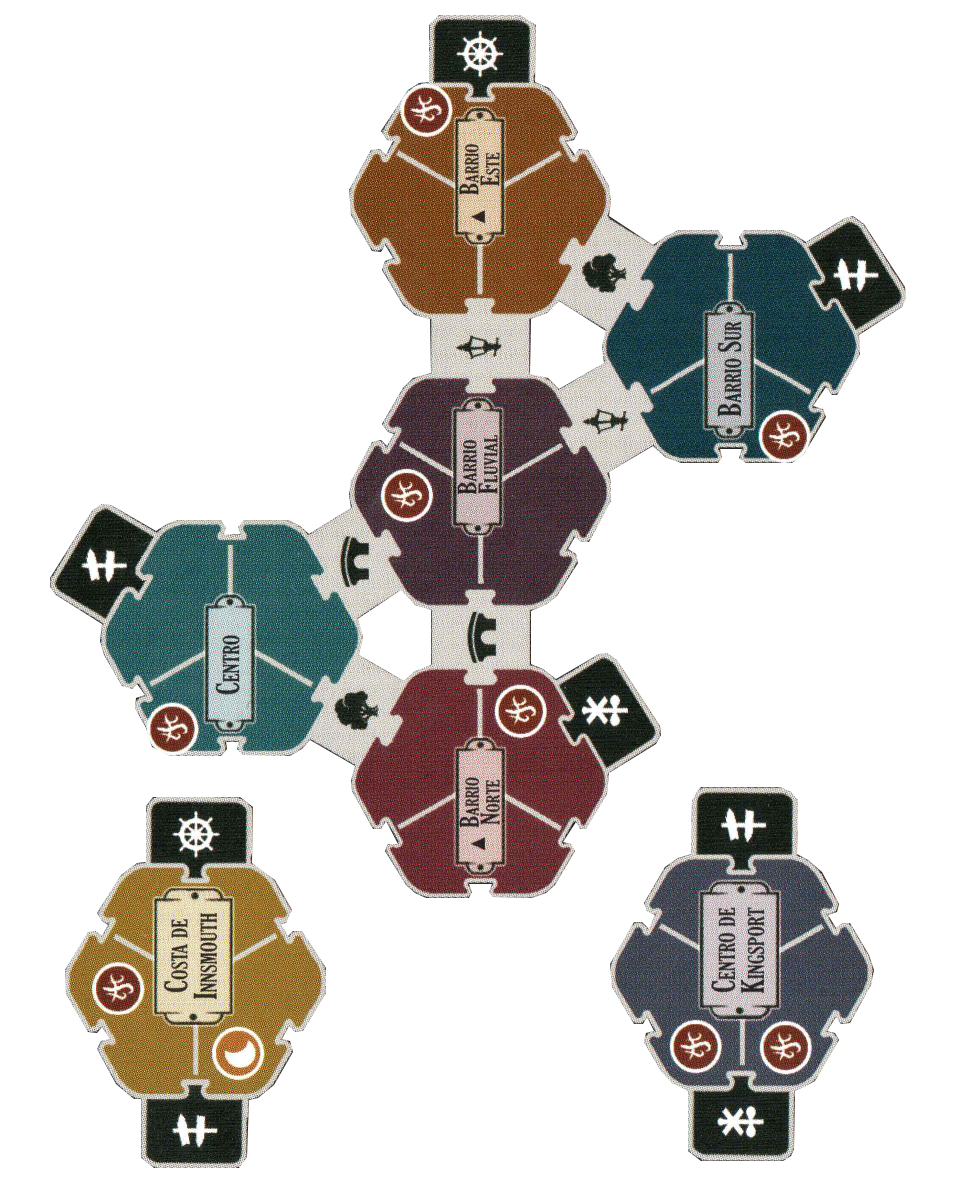 ▲ BARRIO
ESTE
BARRIO SUR
BARRIO
FLUVIAL
CENTRO
▲ BARRIO
NORTE
COSTA DE
INNSMOUTH
CENTRO DE
KINGSPORT